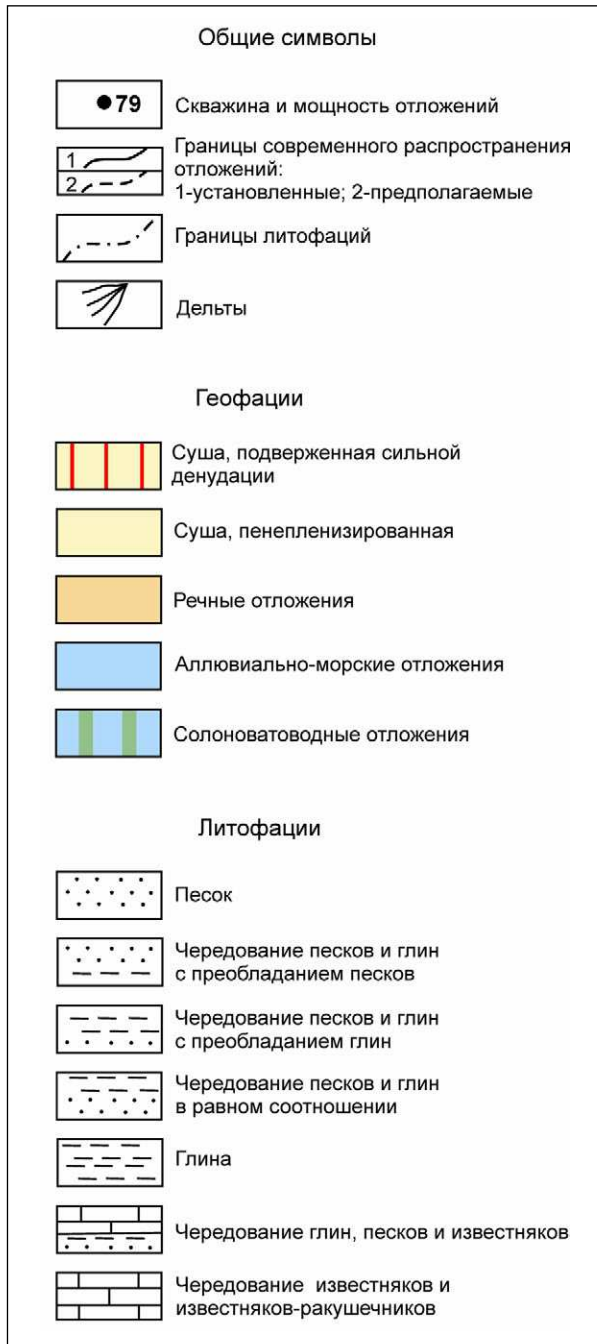 Общие символы
79
Скважина и мощность отложений
1
2
Границы современного распространения
отложений:
1-установленные; 2-предполагаемые
Границы литофаций
Дельты
Геофации
Суша, подверженная сильной
денудации
Суша, пенепленизированная
Речные отложения
Аллювиально-морские отложения
Солоноватоводные отложения
Литофации
Песок
Чередование песков и глин
с преобладанием песков
Чередование песков и глин
с преобладанием глин
Чередование песков и глин
в равном соотношении
Глина
Чередование глин, песков и известняков
Чередование известняков и
известняков-ракушечников